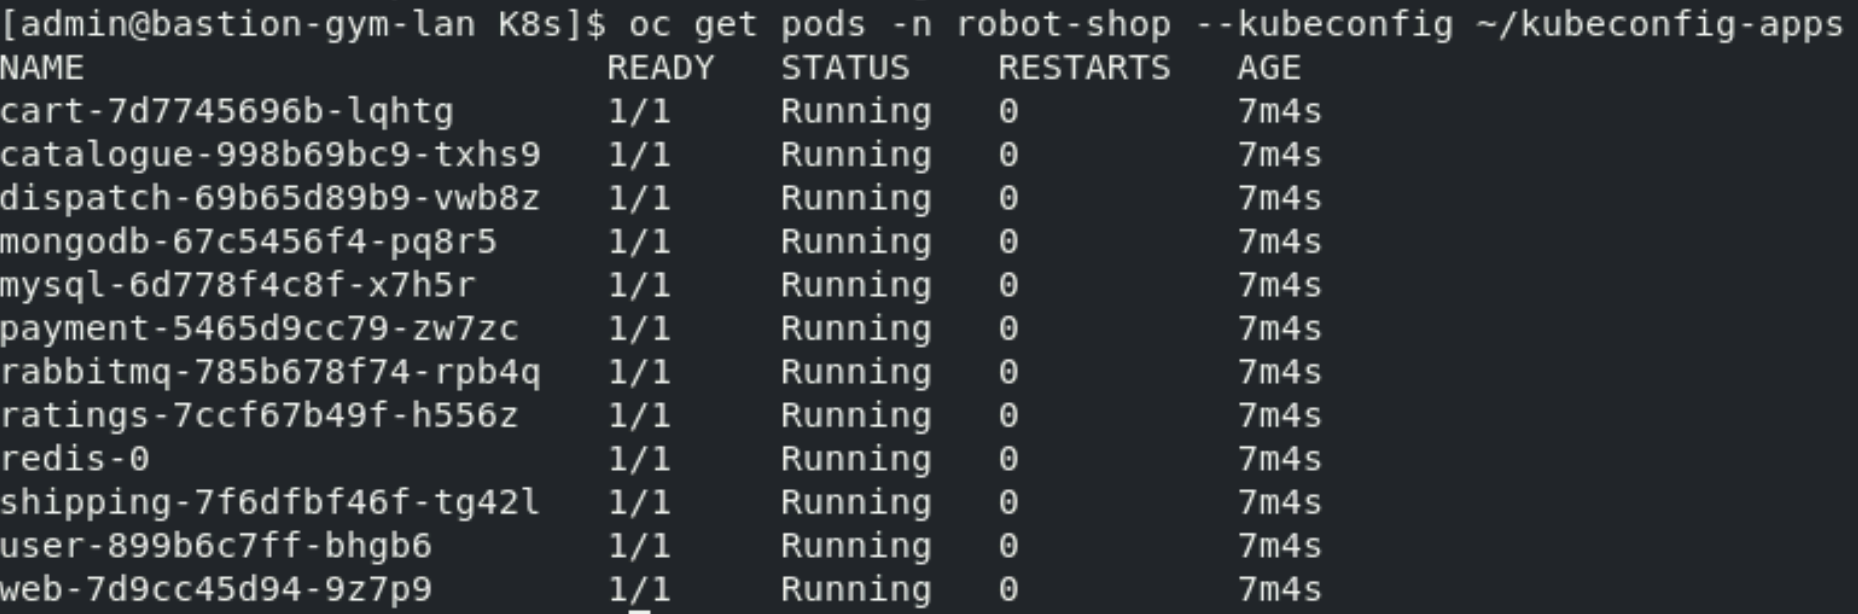 [admin@bastion-gym-lan K8s]$ oc get pods -n robot-shop --kubeconfig ~/kubeconfig-apps
NAME READY STATUS RESTARTS AGE
cart-7d7745696b-lqhtg 1/1 Running 0 7m4s
catalogue-998b69bc9-txhs9 1/1 Running 0 7m4s
dispatch-69b65d89b9-vwb8z 1/1 Running 0 7m4s
mongodb-67c5456f4-pq8r5 1/1 Running 0 7m4s
mysql-6d778f4c8f-x7h5r 1/1 Running 0 7m4s
payment-5465d9cc79-zw7zc 1/1 Running 0 7m4s
rabbitmq-785b678f74-rpb4q 1/1 Running 0 7m4s
ratings-7ccf67b49f-h556z 1/1 Running 0 7m4s
redis-0 1/1 Running 0 7m4s
shipping-7f6dfbf46f-tg42l 1/1 Running 0 7m4s
user-899b6c7ff-bhgb6 1/1 Running 0 7m4s
web-7d9cc45d94-9z7p9 1/1 Running 0 7m4s